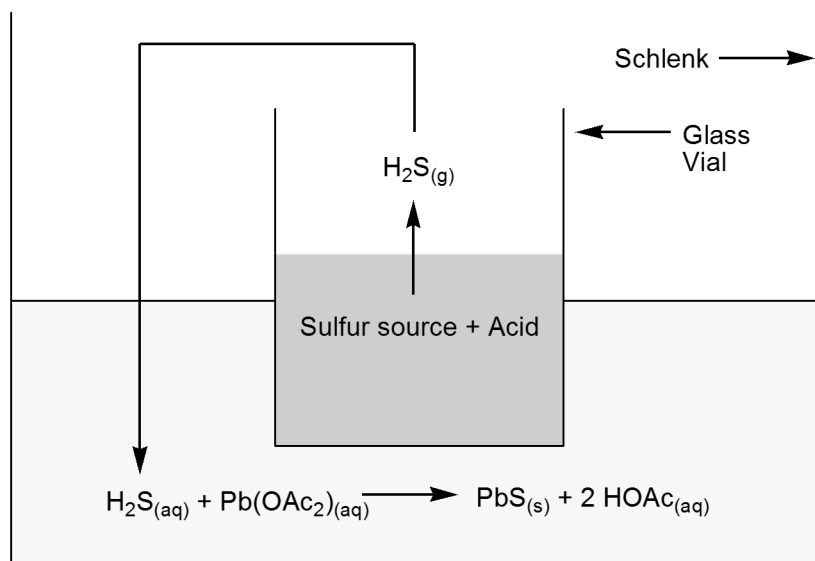 Schlenk
Glass
Vial
H₂S(g)
Sulfur source + Acid
H₂S(aq) + Pb(OAc₂)(aq) PbS(s) + 2 HOAc(aq)